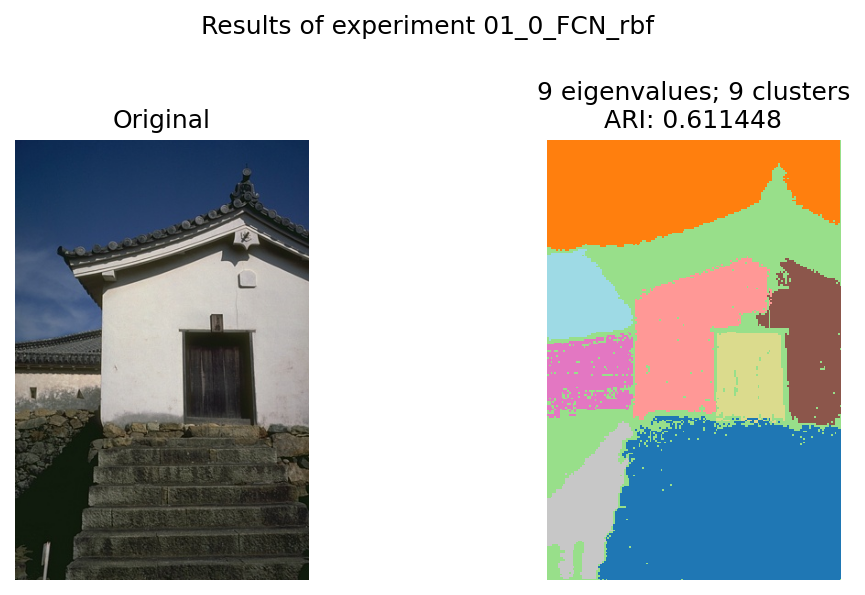 Results of experiment 01_0_FCN_rbf
Original
9 eigenvalues; 9 clusters
ARI: 0.611448